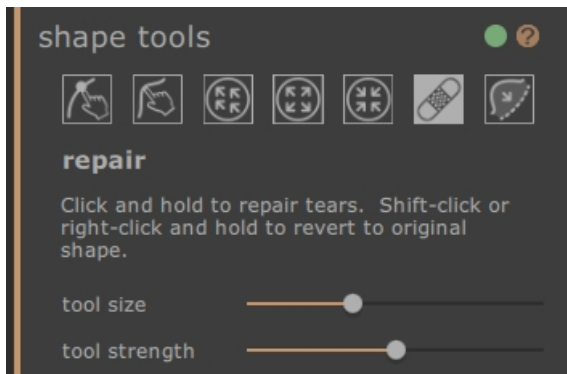 shape tools
?
repair
Click and hold to repair tears.  Shift-click or
right-click and hold to revert to original
shape.
tool size
tool strength